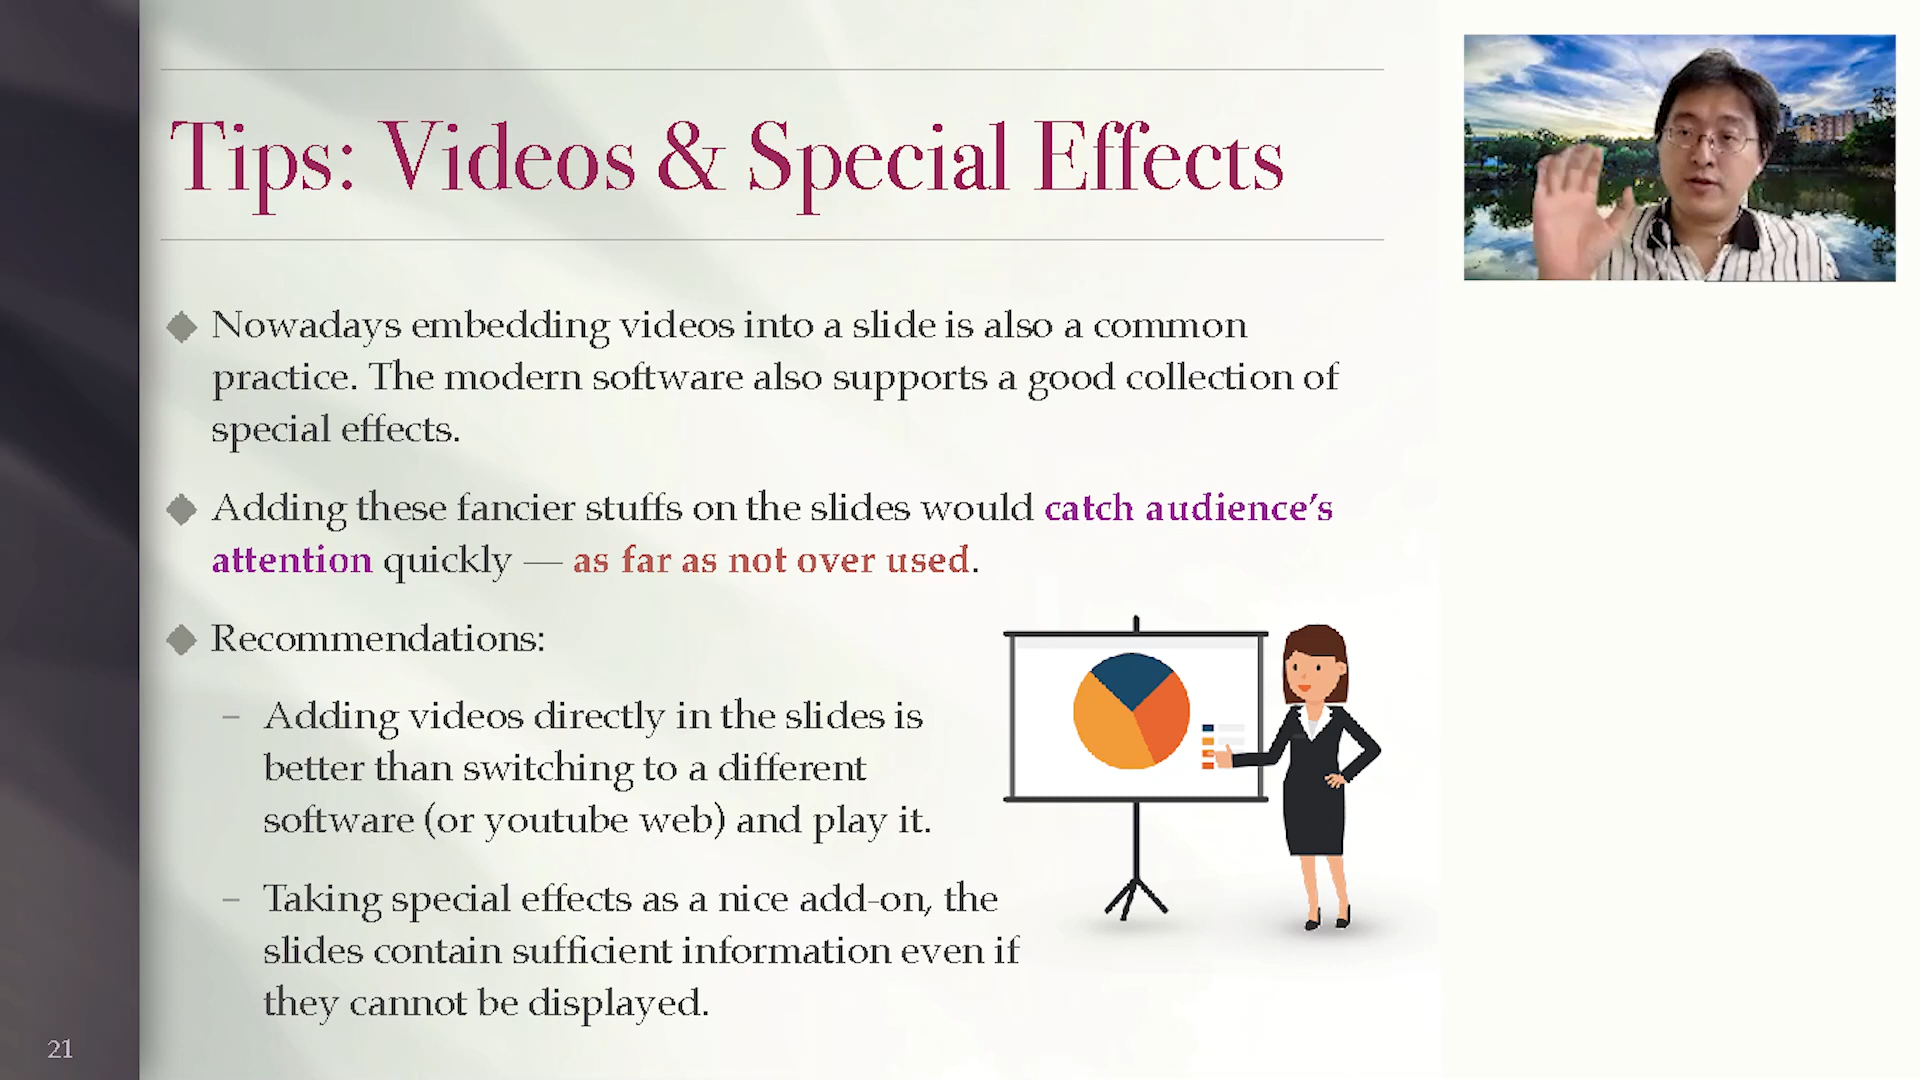 Tips: Videos & Special Effects
◆ Nowadays embedding videos into a slide is also a common
practice. The modern software also supports a good collection of
special effects.
◆ Adding these fancier stuffs on the slides would catch audience’s
attention quickly — as far as not over used.
◆ Recommendations:
– Adding videos directly in the slides is
better than switching to a different
software (or youtube web) and play it.
– Taking special effects as a nice add-on, the
slides contain sufficient information even if
they cannot be displayed.
21